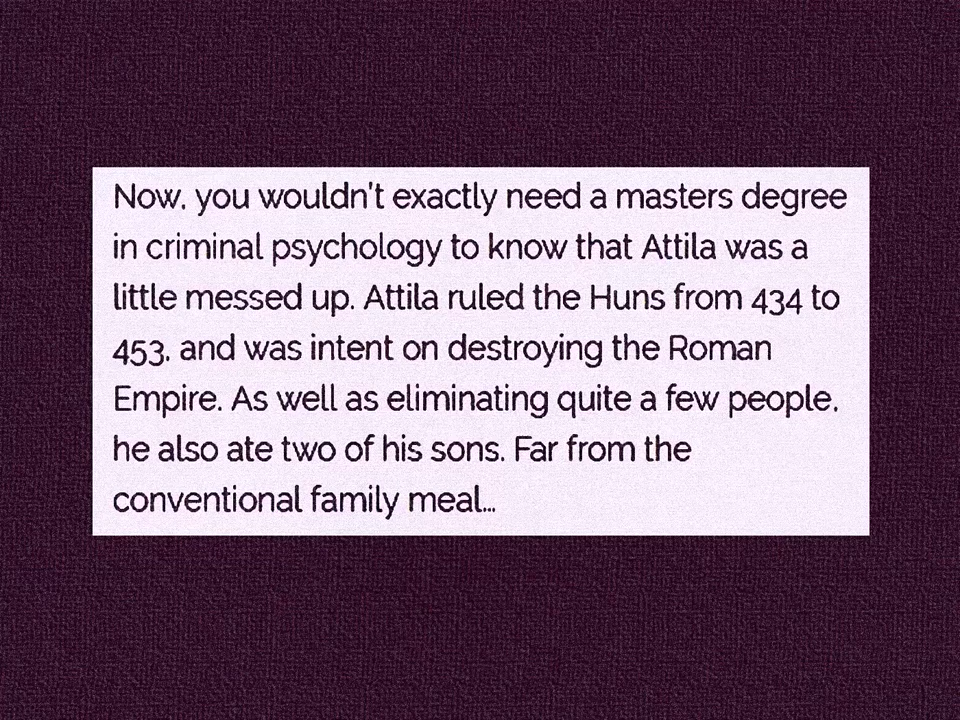 Now, you wouldn't exactly need a masters degree
in criminal psychology to know that Attila was a
little messed up. Attila ruled the Huns from 434 to
453, and was intent on destroying the Roman
Empire. As well as eliminating quite a few people,
he also ate two of his sons. Far from the
conventional family meal...